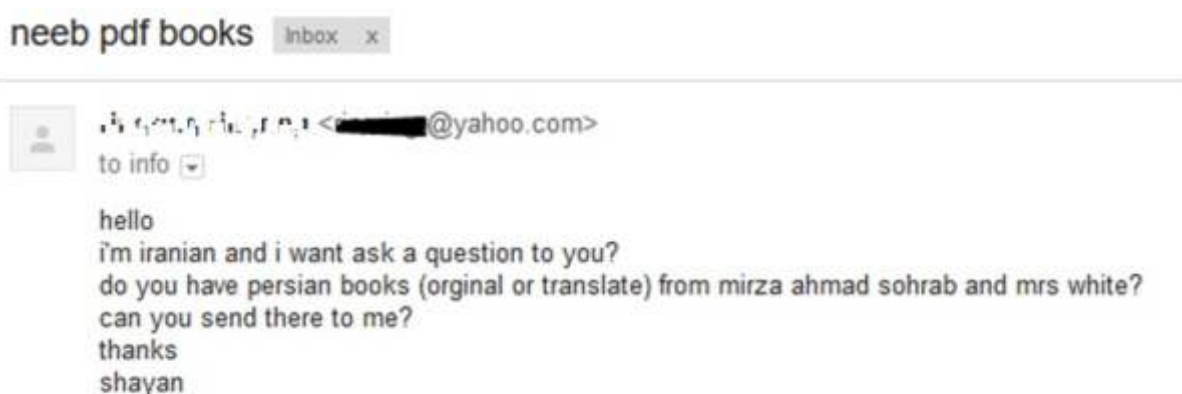 neeb pdf books Inbox x
@yahoo.com>
to info
hello
i'm iranian and i want ask a question to you?
do you have persian books (orginal or translate) from mirza ahmad sohrab and mrs white?
can you send there to me?
thanks
shayan